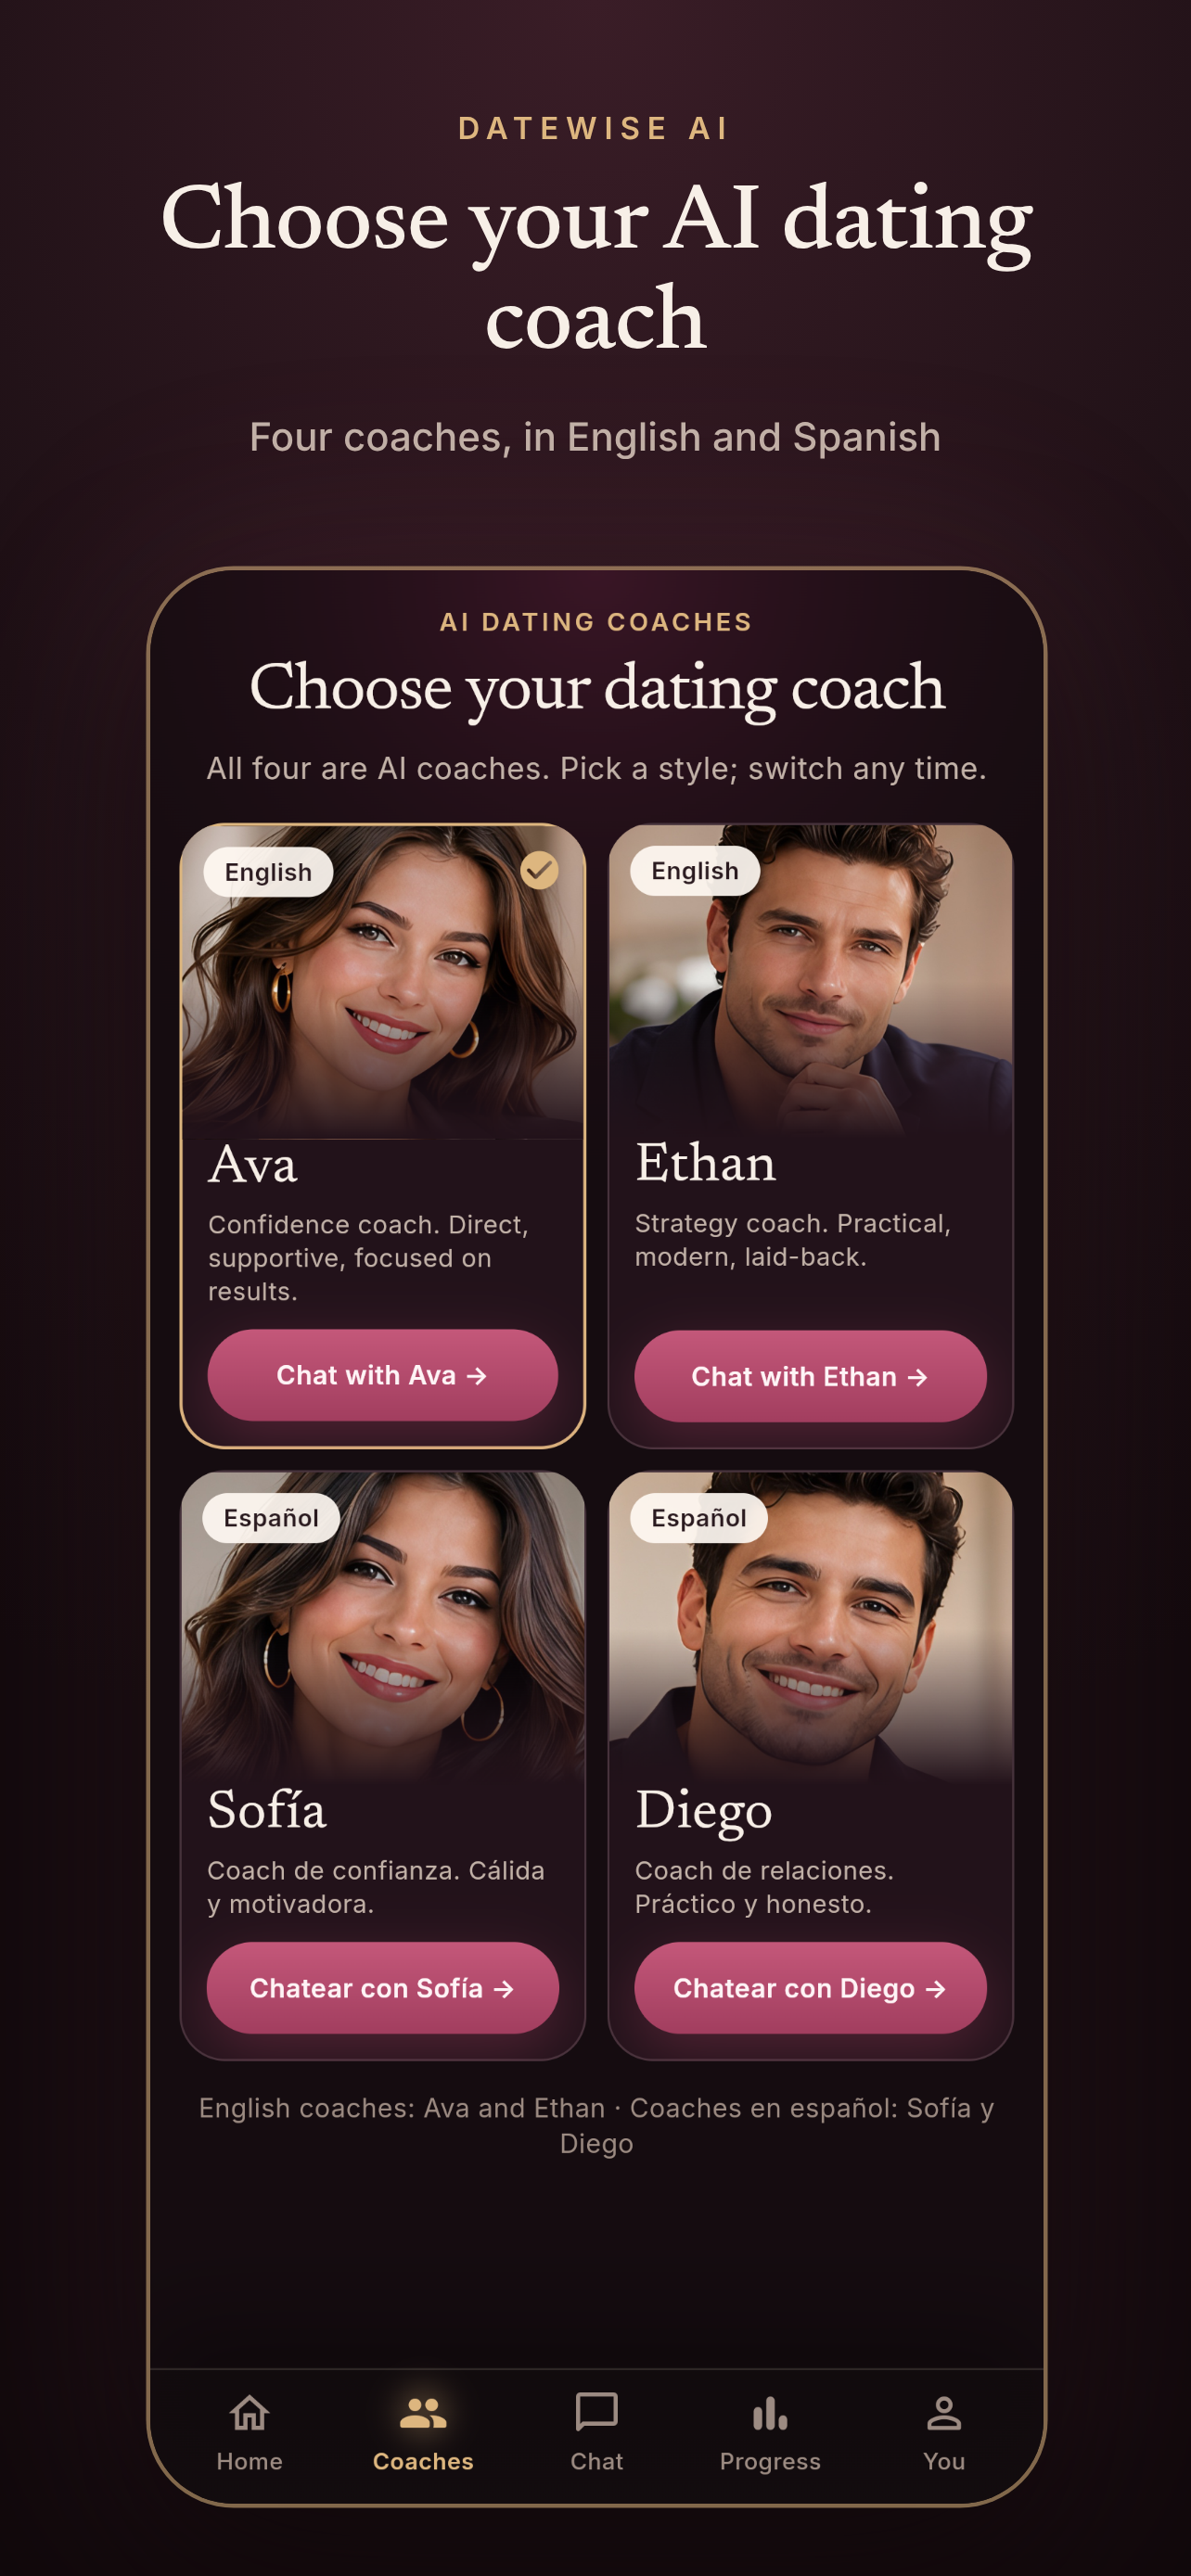 DATEWISE AI
Choose your AI dating
coach
Four coaches, in English and Spanish
AI DATING COACHES
Choose your dating coach
All four are AI coaches. Pick a style; switch any time.
English
Ava
Confidence coach. Direct,
supportive, focused on
results.
Chat with Ava →
English
Ethan
Strategy coach. Practical,
modern, laid-back.
Chat with Ethan →
Español
Sofía
Coach de confianza. Cálida
y motivadora.
Chatear con Sofía →
Español
Diego
Coach de relaciones.
Práctico y honesto.
Chatear con Diego →
English coaches: Ava and Ethan · Coaches en español: Sofía y
Diego
Home
Coaches
Chat
Progress
You